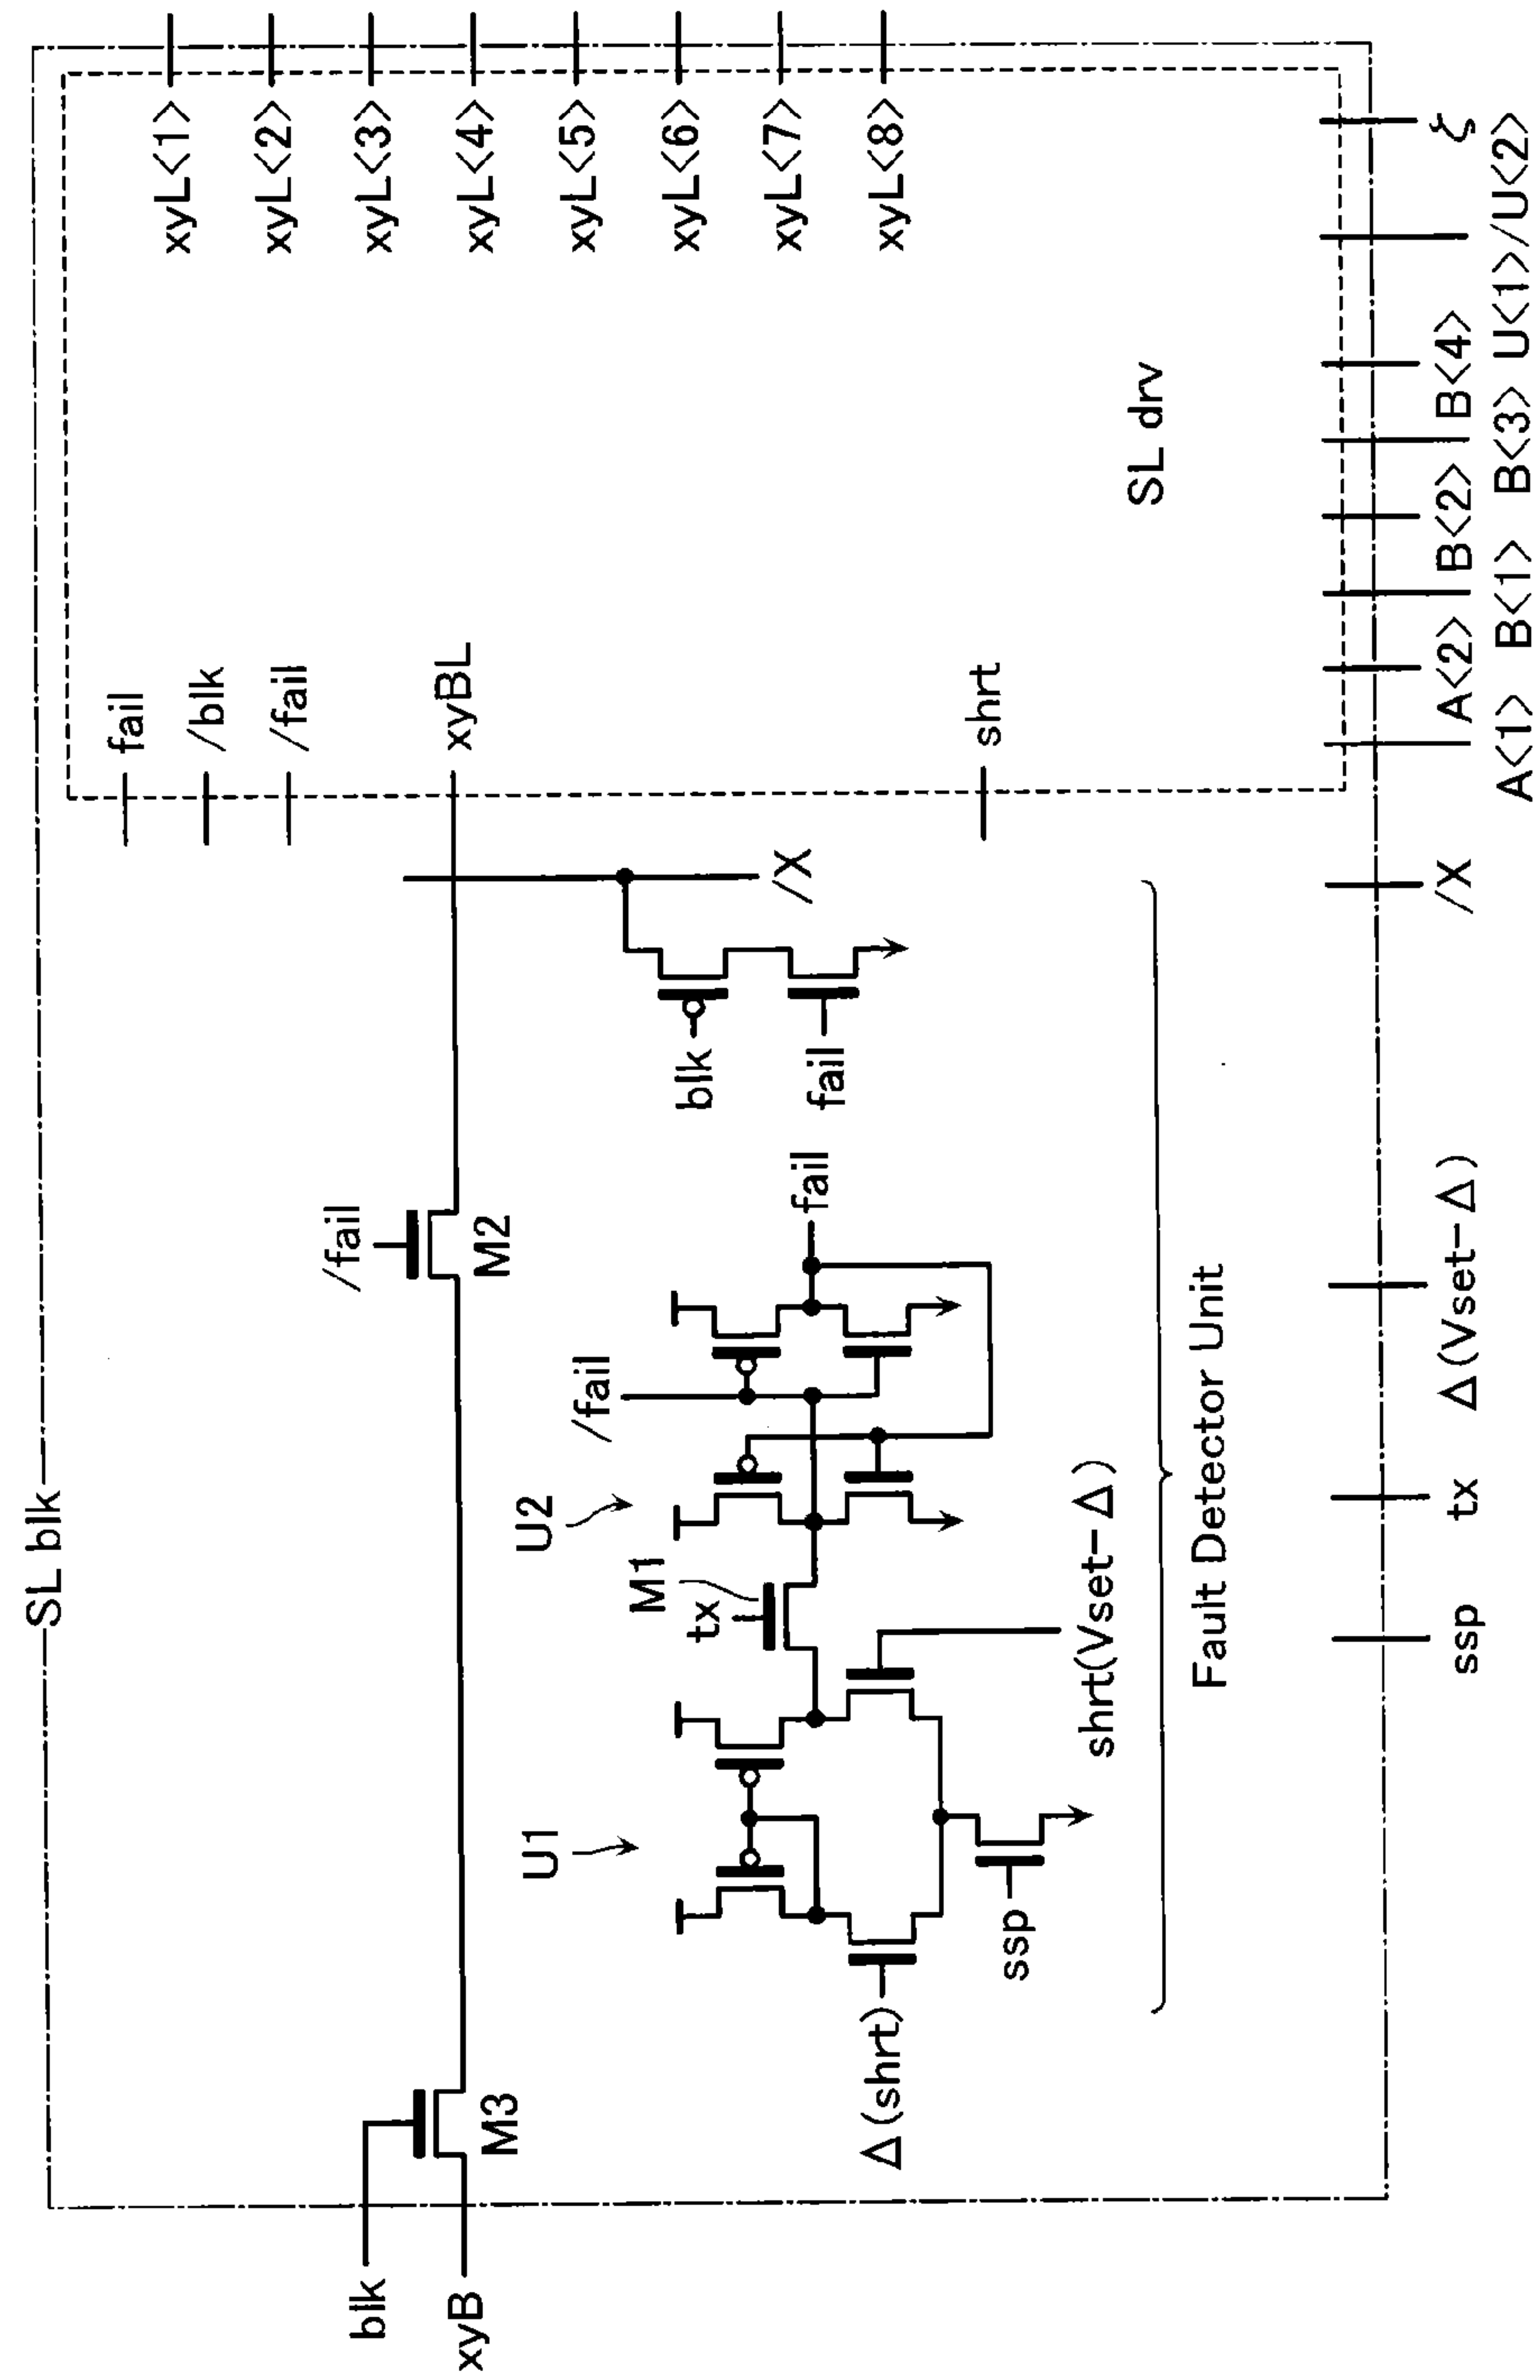 SL blk
blk
xyB
M3
/fail
M2
fail
/blk
/fail
xyBL
shrt
xyL<1>
xyL<2>
xyL<3>
xyL<4>
xyL<5>
xyL<6>
xyL<7>
xyL<8>
SL drv
blk
fail
/X
U1
U2
M1
tx
/fail
fail
Δ(shrt)
ssp
shrt(Vset-Δ)
Fault Detector Unit
ssp
tx
Δ(Vset-Δ)
/X
A<2> B<2> B<4> ζ
A<1> B<1> B<3> U<1>/U<2>